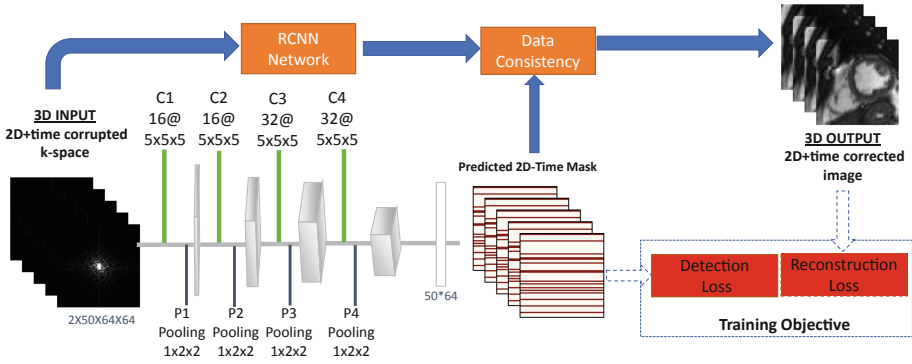 RCNN
Network
Data
Consistency
3D INPUT
2D+time corrupted
k-space
C1
16@
5x5x5
C2
16@
5x5x5
C3
32@
5x5x5
C4
32@
5x5x5
2X50X64X64
P1
Pooling
1x2x2
P2
Pooling
1x2x2
P3
Pooling
1x2x2
P4
Pooling
1x2x2
50*64
Predicted 2D-Time Mask
3D OUTPUT
2D+time corrected
image
Detection
Loss
Reconstruction
Loss
Training Objective